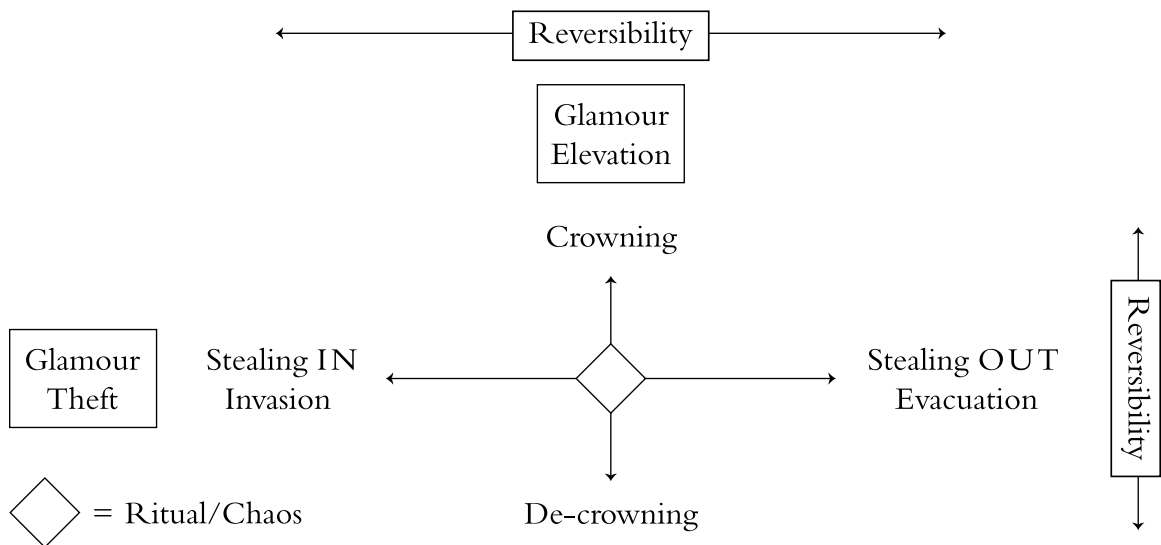 Reversibility
Glamour
Elevation
Crowning
Glamour
Theft
Stealing IN
Invasion
Stealing OUT
Evacuation
Reversibility
= Ritual/Chaos
De-crowning